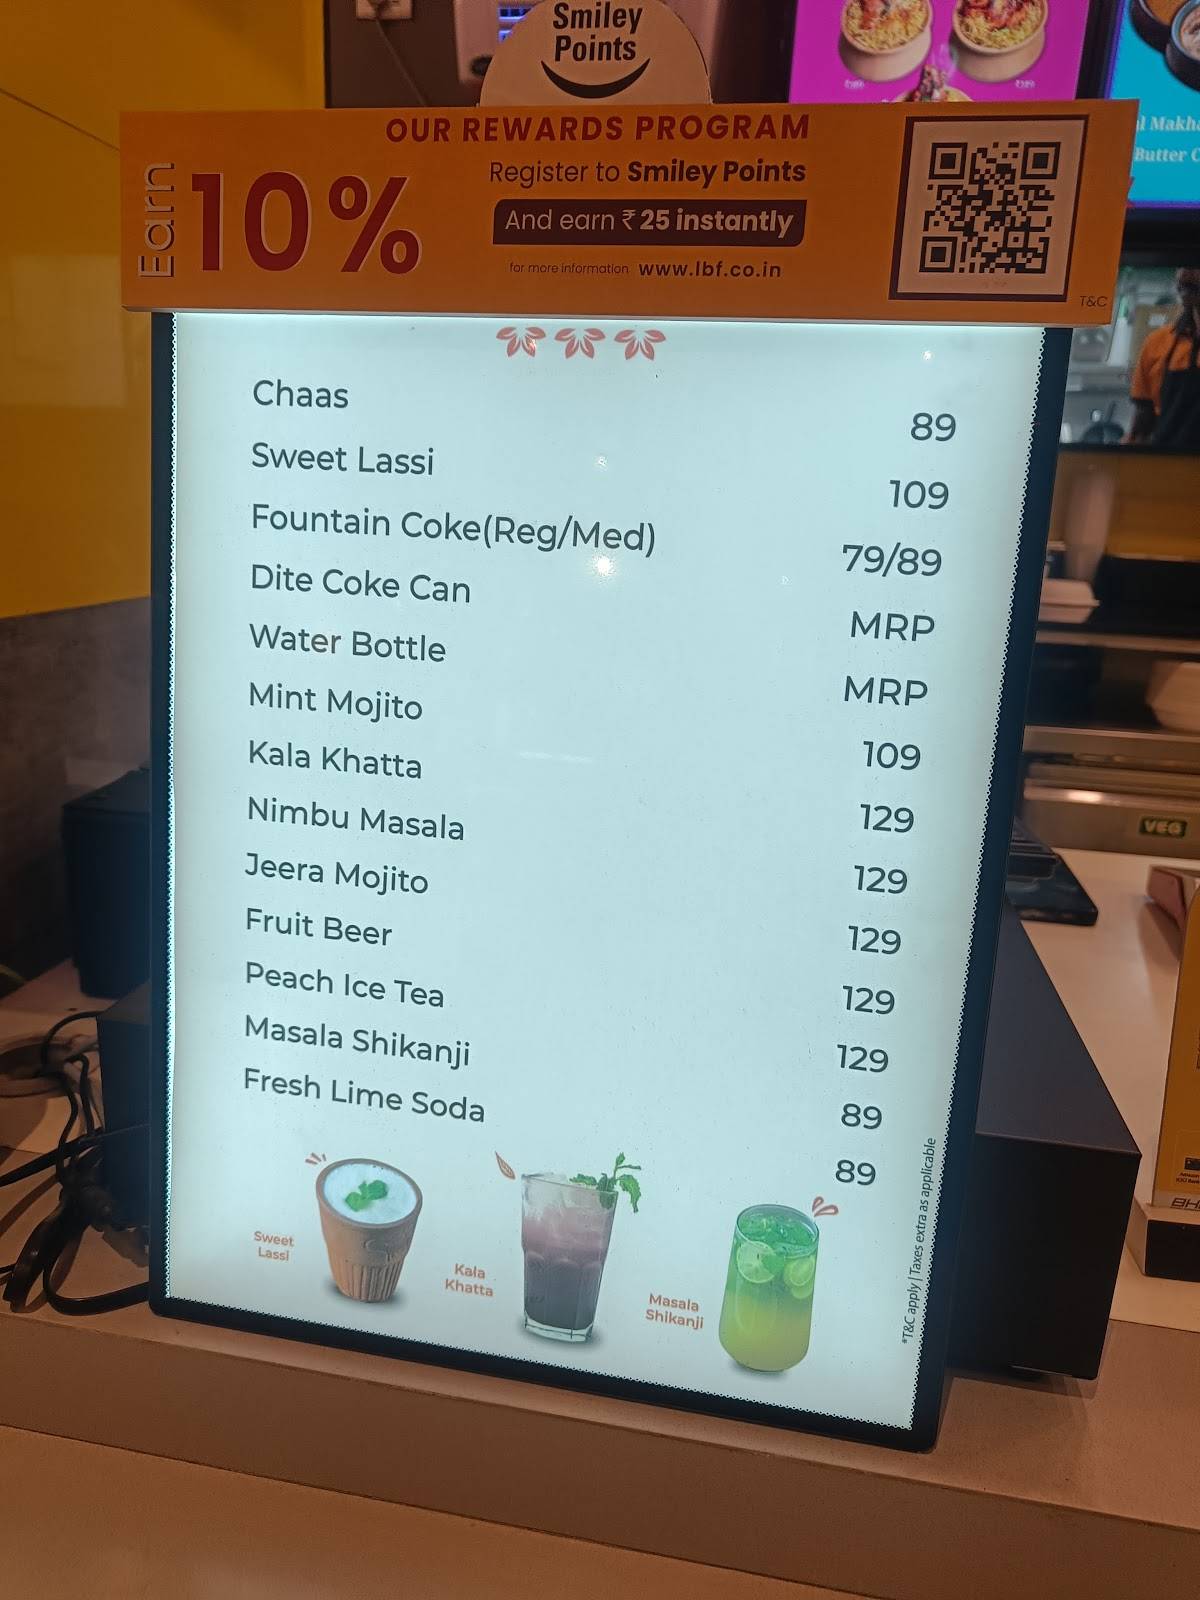 Smiley
Points
OUR REWARDS PROGRAM
Earn 10%
Register to Smiley Points
And earn ₹ 25 instantly
for more information www.lbf.co.in
T&C
Chaas 89
Sweet Lassi 109
Fountain Coke(Reg/Med) 79/89
Dite Coke Can MRP
Water Bottle MRP
Mint Mojito 109
Kala Khatta 129
Nimbu Masala 129
Jeera Mojito 129
Fruit Beer 129
Peach Ice Tea 129
Masala Shikanji 89
Fresh Lime Soda 89
Sweet
Lassi
Kala
Khatta
Masala
Shikanji
*T&C apply | Taxes extra as applicable
Butter
VEG